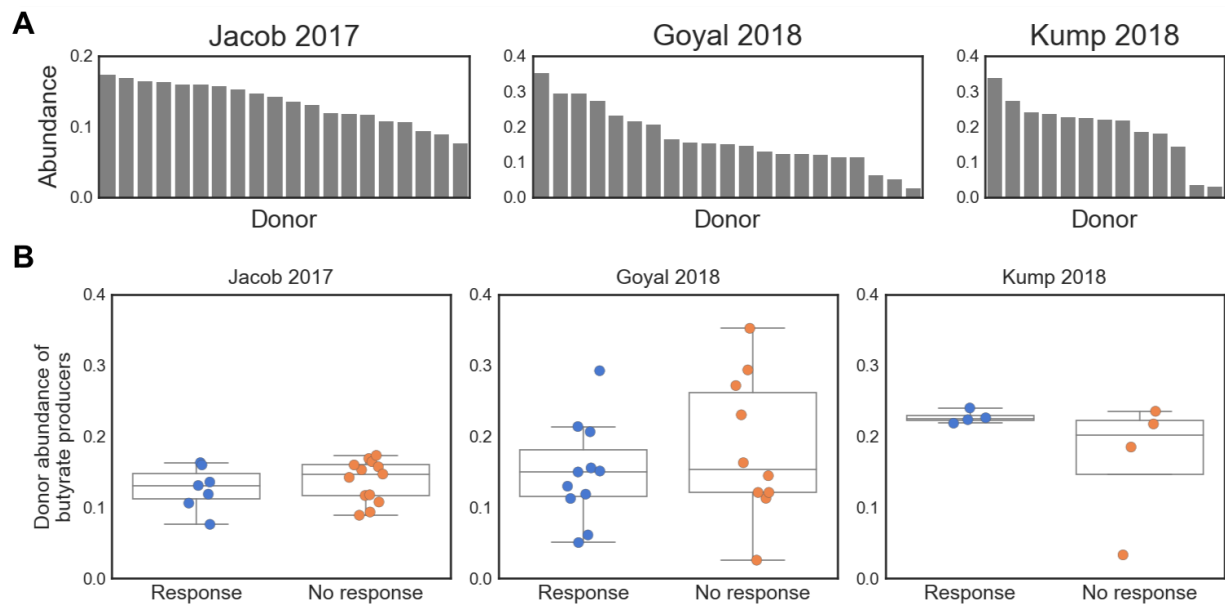 A
Jacob 2017
Goyal 2018
Kump 2018
Abundance
0.2
0.1
0.0
0.4
0.3
0.2
0.1
0.0
0.4
0.3
0.2
0.1
0.0
Donor
Donor
Donor
B
Jacob 2017
Goyal 2018
Kump 2018
Donor abundance of
butyrate producers
0.4
0.3
0.2
0.1
0.0
0.4
0.3
0.2
0.1
0.0
0.4
0.3
0.2
0.1
0.0
Response
No response
Response
No response
Response
No response